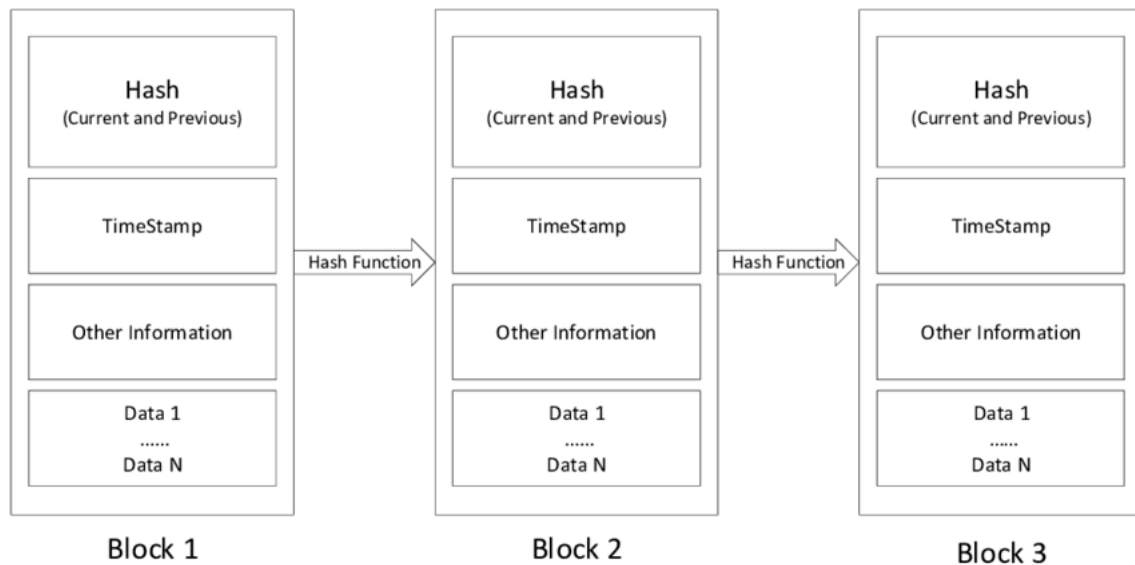 Hash
(Current and Previous)
TimeStamp
Other Information
Data 1
......
Data N
Block 1
Hash Function
Hash
(Current and Previous)
TimeStamp
Other Information
Data 1
......
Data N
Block 2
Hash Function
Hash
(Current and Previous)
TimeStamp
Other Information
Data 1
......
Data N
Block 3